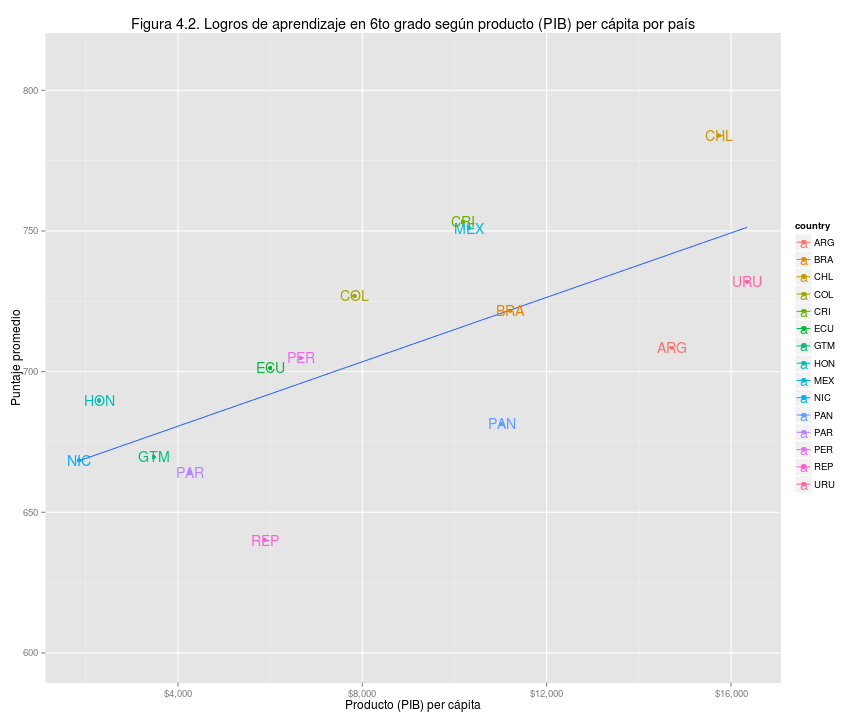 Figura 4.2. Logros de aprendizaje en 6to grado según producto (PIB) per cápita por país
800
750
700
650
600
Puntaje promedio
CHL
CRI
MEX
URU
COL
BRA
ARG
PER
ECU
HON
PAN
NIC
GTM
PAR
REP
$4,000
$8,000
$12,000
$16,000
Producto (PIB) per cápita
country
a ARG
a BRA
a CHL
a COL
a CRI
a ECU
a GTM
a HON
a MEX
a NIC
a PAN
a PAR
a PER
a REP
a URU